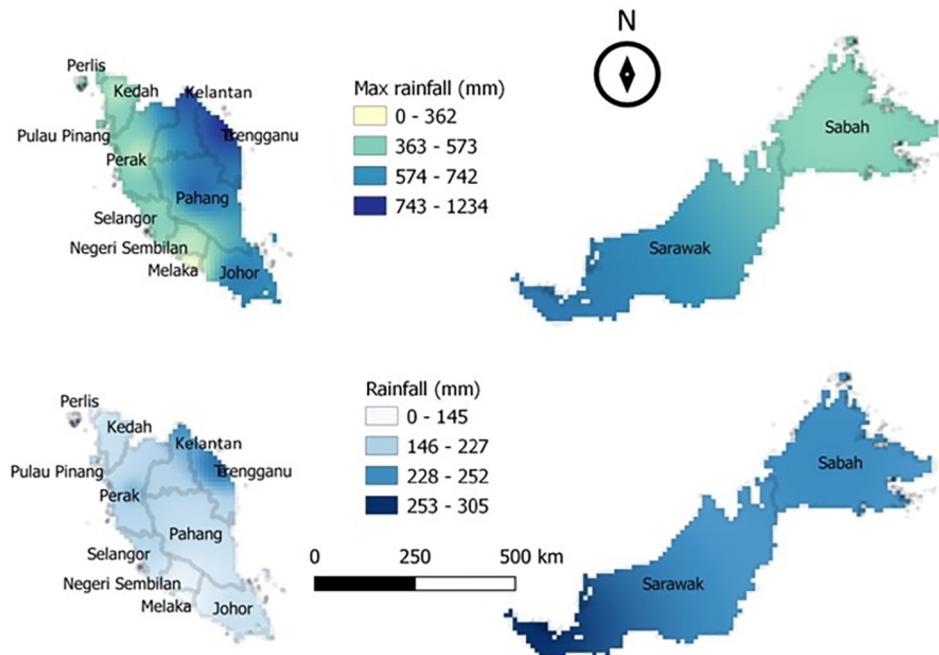 N
Perlis
Kedah
Kelantan
Pulau Pinang
Trengganu
Perak
Pahang
Selangor
Negeri Sembilan
Melaka
Johor
Max rainfall (mm)
0 - 362
363 - 573
574 - 742
743 - 1234
Sabah
Sarawak
Perlis
Kedah
Kelantan
Pulau Pinang
Trengganu
Perak
Pahang
Selangor
Negeri Sembilan
Melaka
Johor
Rainfall (mm)
0 - 145
146 - 227
228 - 252
253 - 305
0 250 500 km
Sabah
Sarawak